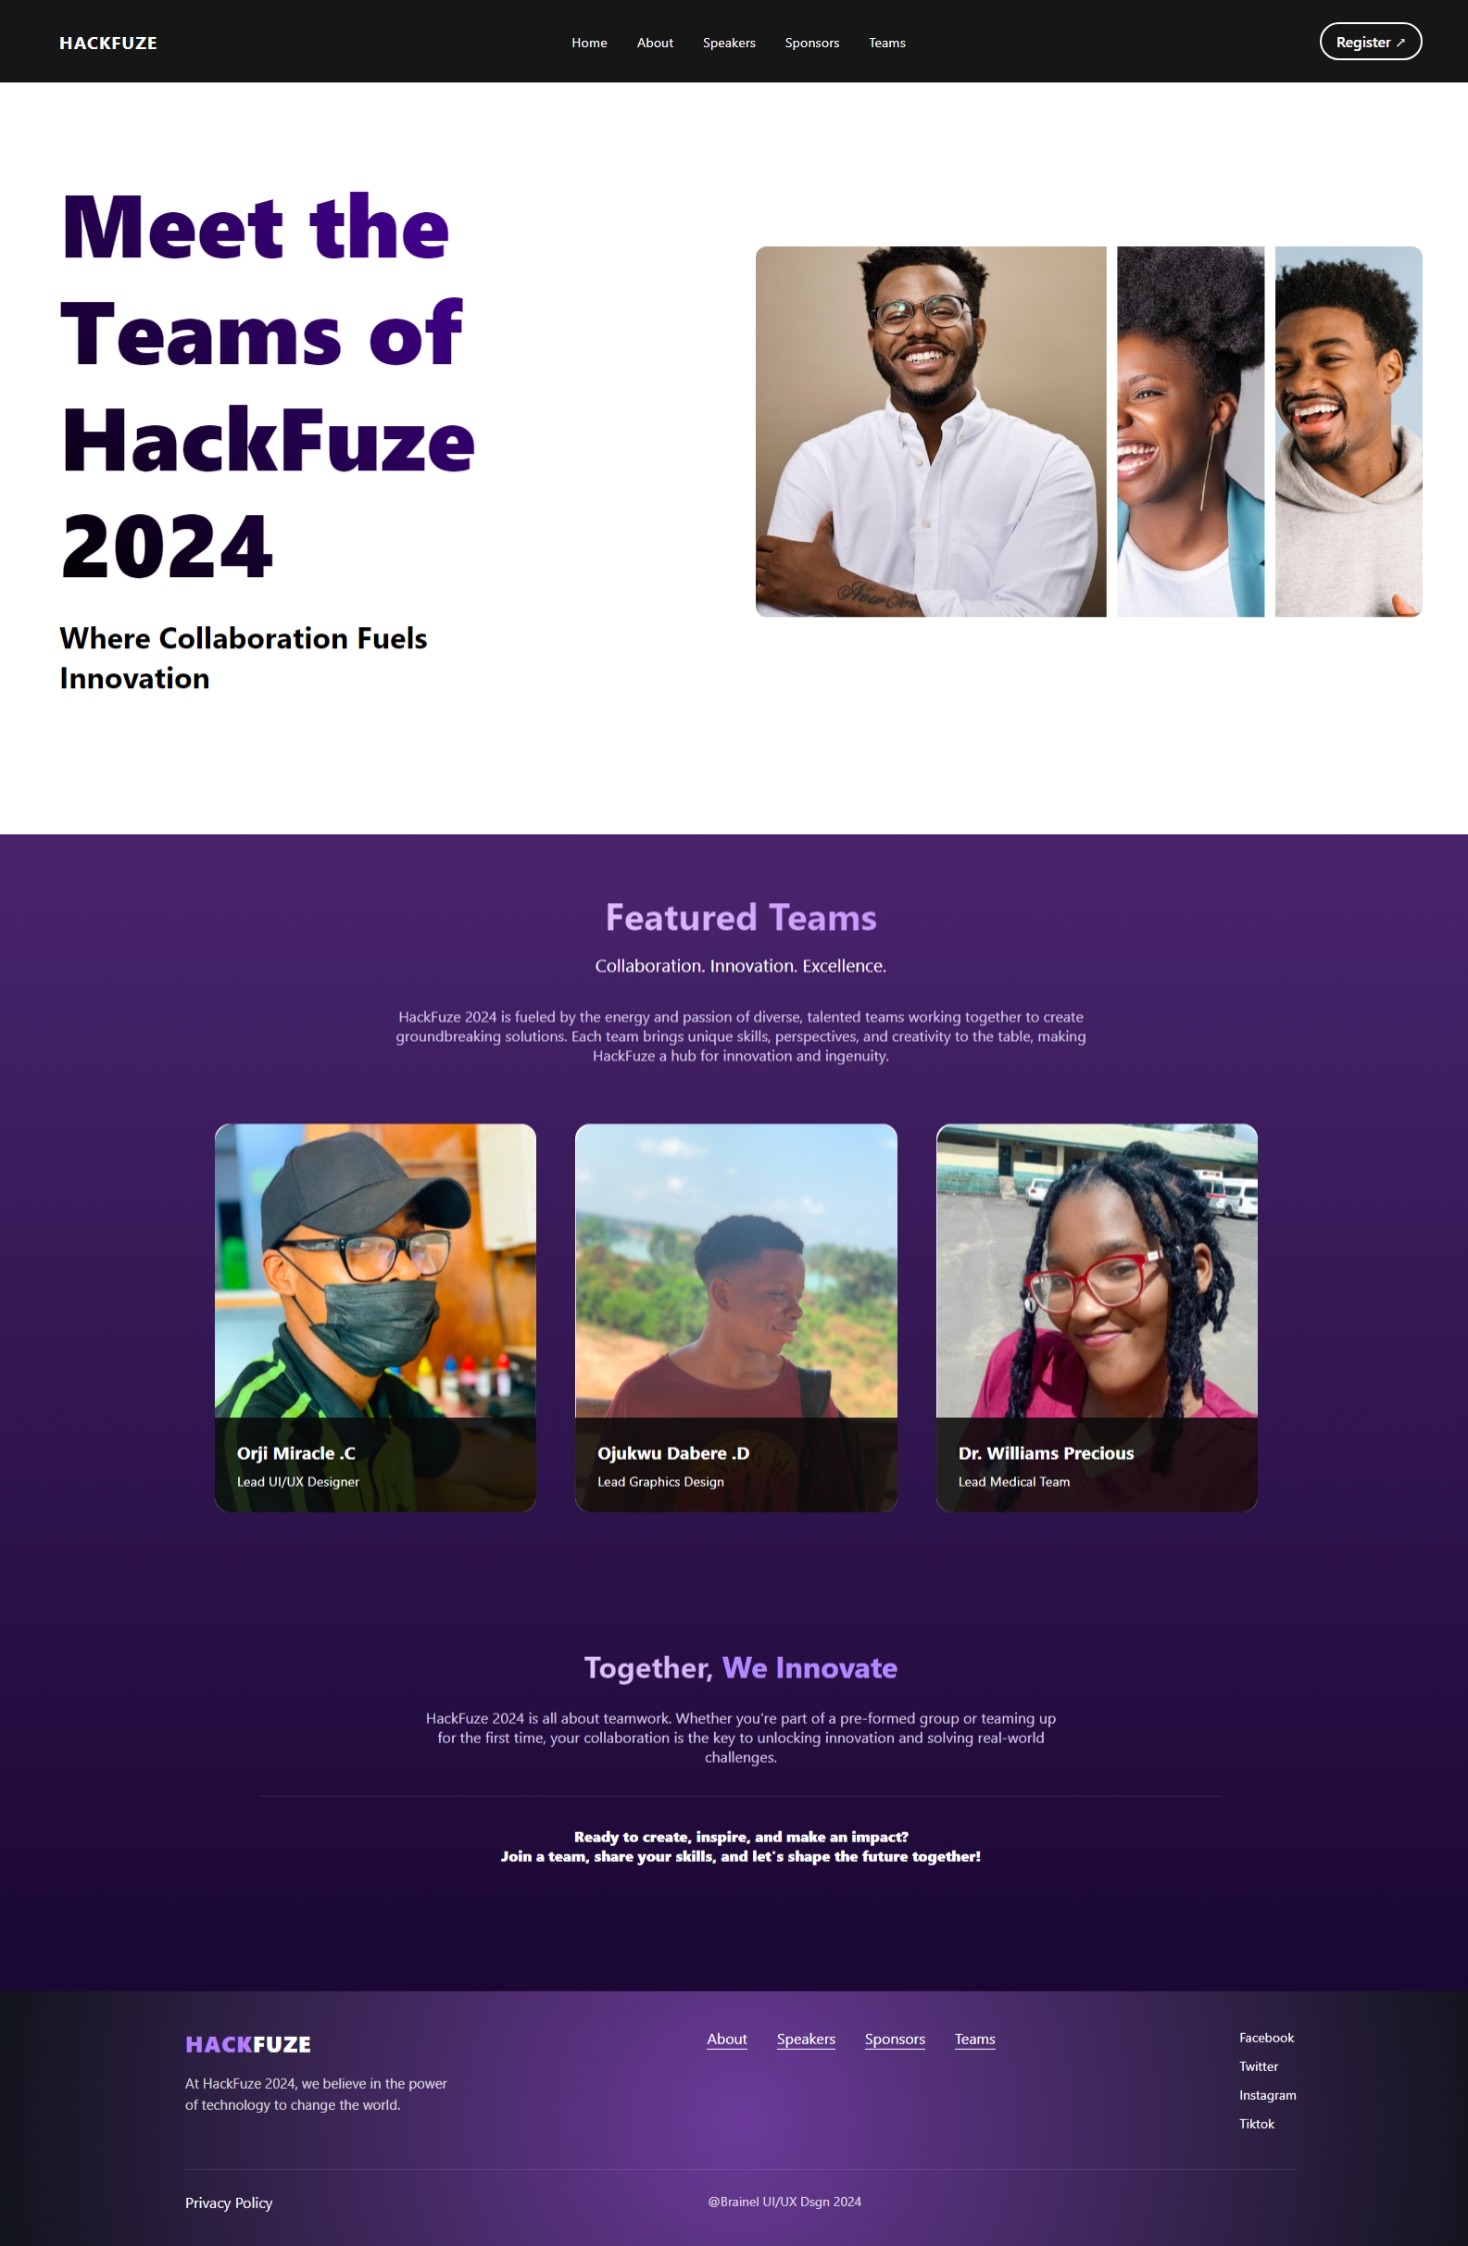 HACKFUZE
Home About Speakers Sponsors Teams
Register ↗
Meet the
Teams of
HackFuze
2024
Where Collaboration Fuels
Innovation
Featured Teams
Collaboration. Innovation. Excellence.
HackFuze 2024 is fueled by the energy and passion of diverse, talented teams working together to create
groundbreaking solutions. Each team brings unique skills, perspectives, and creativity to the table, making
HackFuze a hub for innovation and ingenuity.
Orji Miracle .C
Lead UI/UX Designer
Ojukwu Dabere .D
Lead Graphics Design
Dr. Williams Precious
Lead Medical Team
Together, We Innovate
HackFuze 2024 is all about teamwork. Whether you're part of a pre-formed group or teaming up
for the first time, your collaboration is the key to unlocking innovation and solving real-world
challenges.
Ready to create, inspire, and make an impact?
Join a team, share your skills, and let's shape the future together!
HACKFUZE
At HackFuze 2024, we believe in the power
of technology to change the world.
About Speakers Sponsors Teams
Facebook
Twitter
Instagram
Tiktok
Privacy Policy
@Brainel UI/UX Dsgn 2024